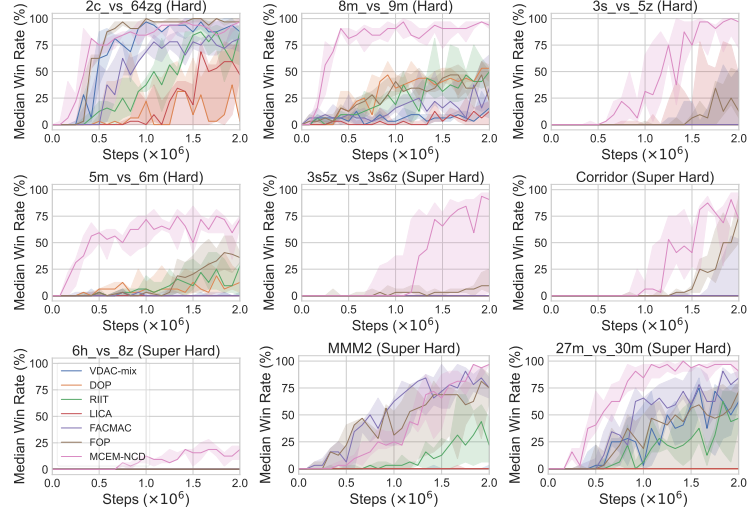 2c_vs_64zg (Hard)
Median Win Rate (%)
100
75
50
25
0
0.0 0.5 1.0 1.5 2.0
Steps (×10⁶)
8m_vs_9m (Hard)
Median Win Rate (%)
100
75
50
25
0
0.0 0.5 1.0 1.5 2.0
Steps (×10⁶)
3s_vs_5z (Hard)
Median Win Rate (%)
100
75
50
25
0
0.0 0.5 1.0 1.5 2.0
Steps (×10⁶)
5m_vs_6m (Hard)
Median Win Rate (%)
100
75
50
25
0
0.0 0.5 1.0 1.5 2.0
Steps (×10⁶)
3s5z_vs_3s6z (Super Hard)
Median Win Rate (%)
100
75
50
25
0
0.0 0.5 1.0 1.5 2.0
Steps (×10⁶)
Corridor (Super Hard)
Median Win Rate (%)
100
75
50
25
0
0.0 0.5 1.0 1.5 2.0
Steps (×10⁶)
6h_vs_8z (Super Hard)
Median Win Rate (%)
100
75
50
25
0
VDAC-mix
DOP
RIIT
LICA
FACMAC
FOP
MCEM-NCD
0.0 0.5 1.0 1.5 2.0
Steps (×10⁶)
MMM2 (Super Hard)
Median Win Rate (%)
100
75
50
25
0
0.0 0.5 1.0 1.5 2.0
Steps (×10⁶)
27m_vs_30m (Super Hard)
Median Win Rate (%)
100
75
50
25
0
0.0 0.5 1.0 1.5 2.0
Steps (×10⁶)